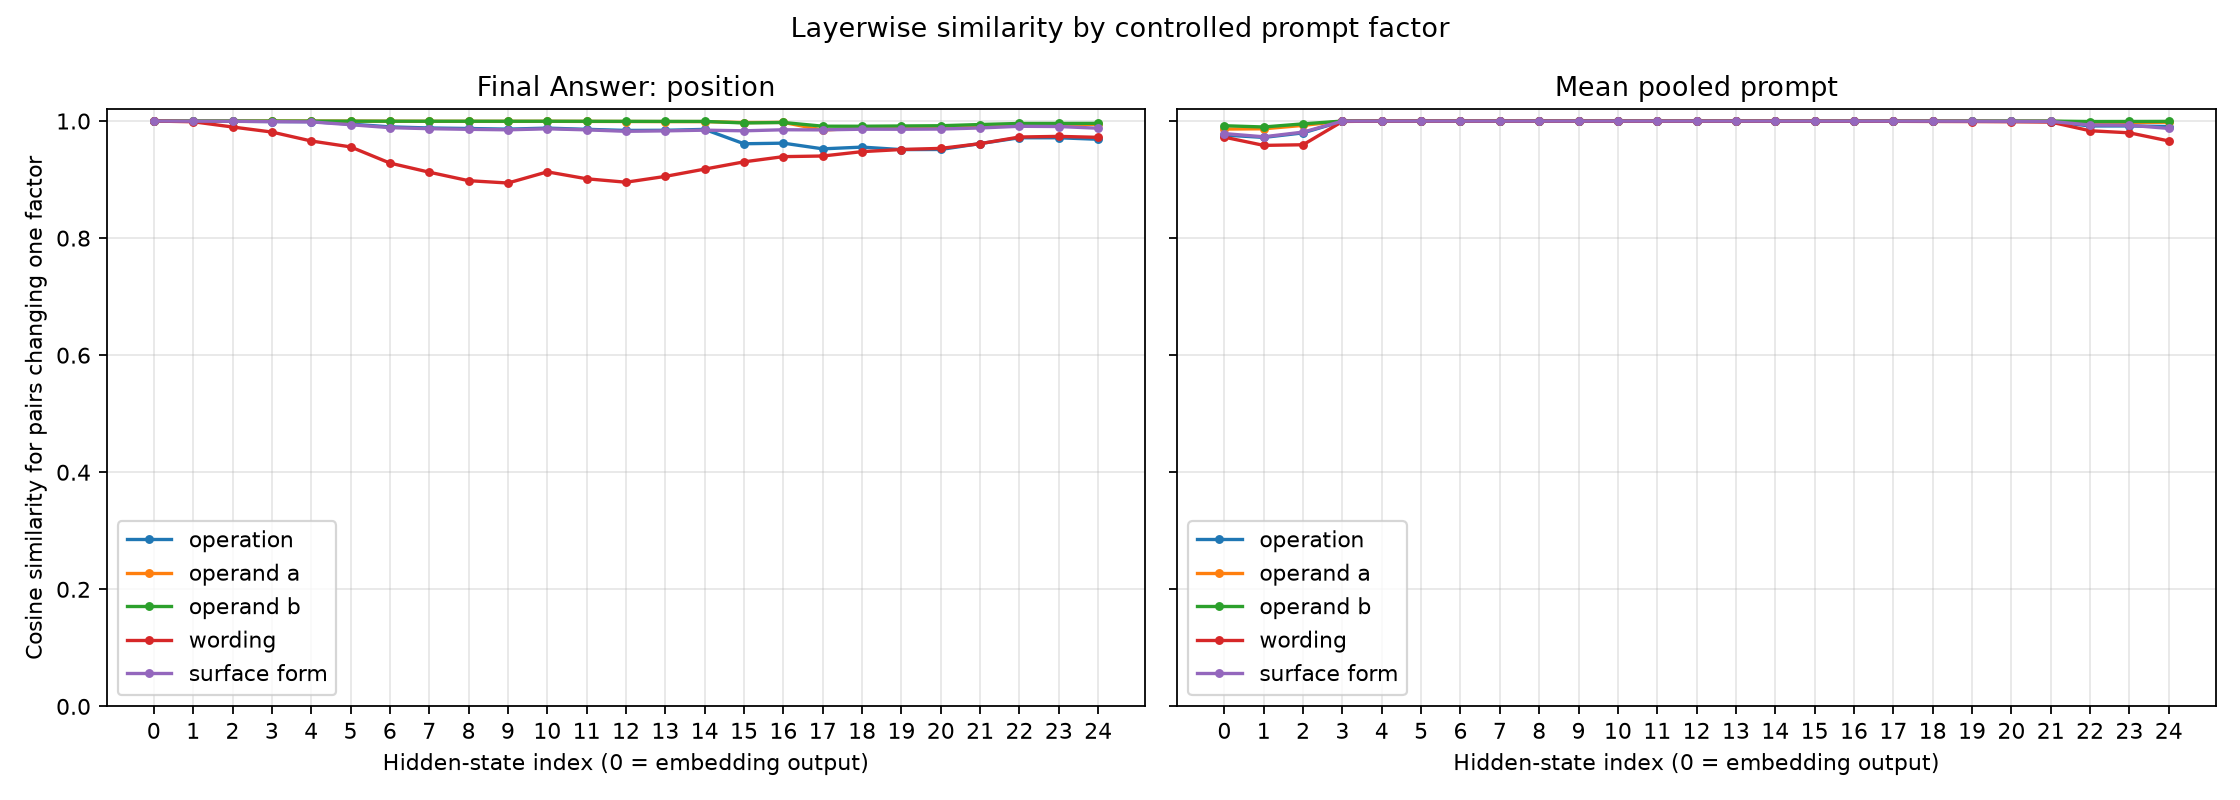 Layerwise similarity by controlled prompt factor
Final Answer: position
Cosine similarity for pairs changing one factor
1.0
0.8
0.6
0.4
0.2
0.0
operation
operand a
operand b
wording
surface form
0 1 2 3 4 5 6 7 8 9 10 11 12 13 14 15 16 17 18 19 20 21 22 23 24
Hidden-state index (0 = embedding output)
Mean pooled prompt
operation
operand a
operand b
wording
surface form
0 1 2 3 4 5 6 7 8 9 10 11 12 13 14 15 16 17 18 19 20 21 22 23 24
Hidden-state index (0 = embedding output)